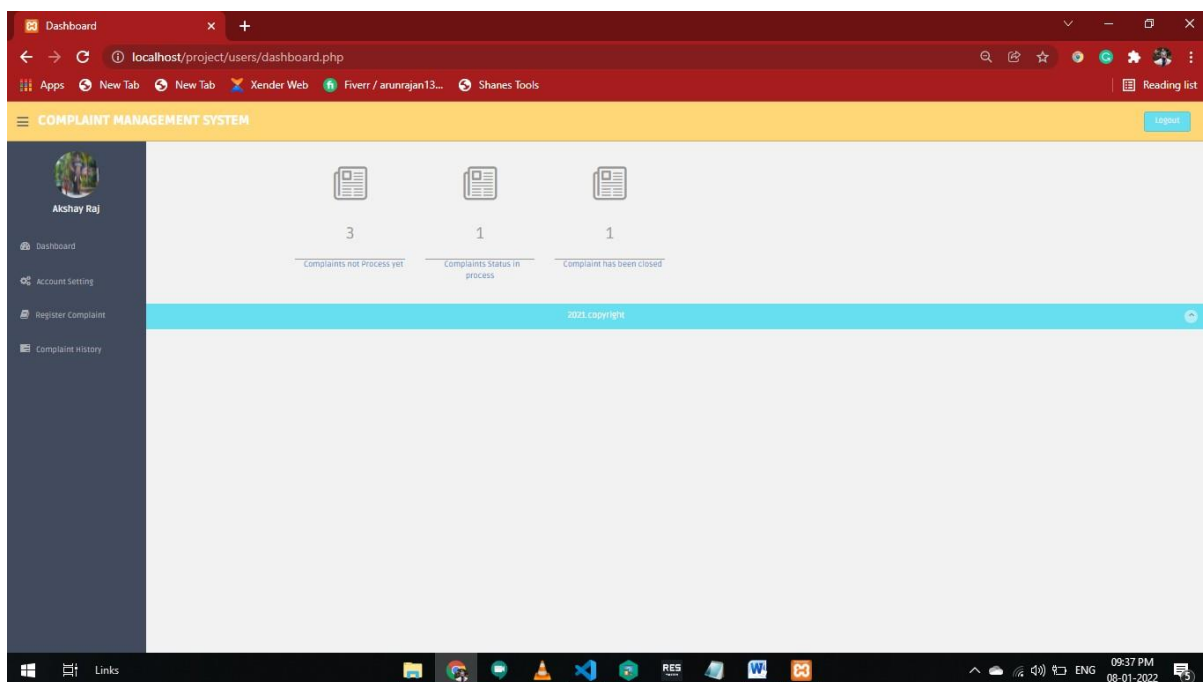 Dashboard
localhost/project/users/dashboard.php
Apps New Tab New Tab Xender Web Fiverr / arunrajan13... Shanes Tools Reading list
COMPLAINT MANAGEMENT SYSTEM Logout
Akshay Raj
Dashboard
Account Setting
Register Complaint
Complaint History
3 1 1
Complaints not Process yet Complaints Status in Complaint has been closed
process
2021 copyright
Links RES ENG 09:37 PM
08-01-2022 5